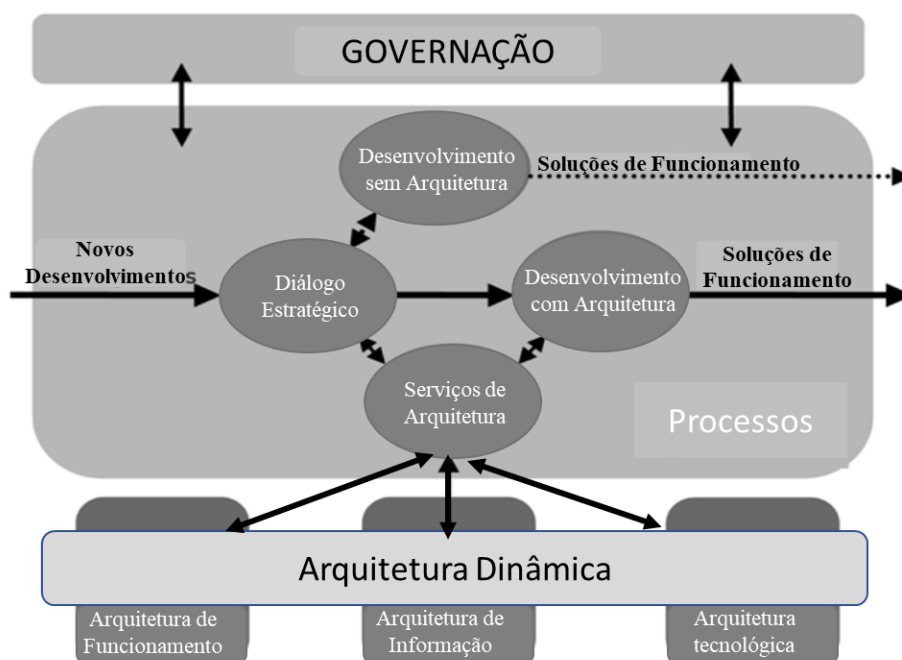 GOVERNAÇÃO
Desenvolvimento
sem Arquitetura
Soluções de Funcionamento
Novos
Desenvolvimentos
Diálogo
Estratégico
Desenvolvimento
com Arquitetura
Soluções de
Funcionamento
Serviços de
Arquitetura
Processos
Arquitetura Dinâmica
Arquitetura de
Funcionamento
Arquitetura de
Informação
Arquitetura
tecnológica